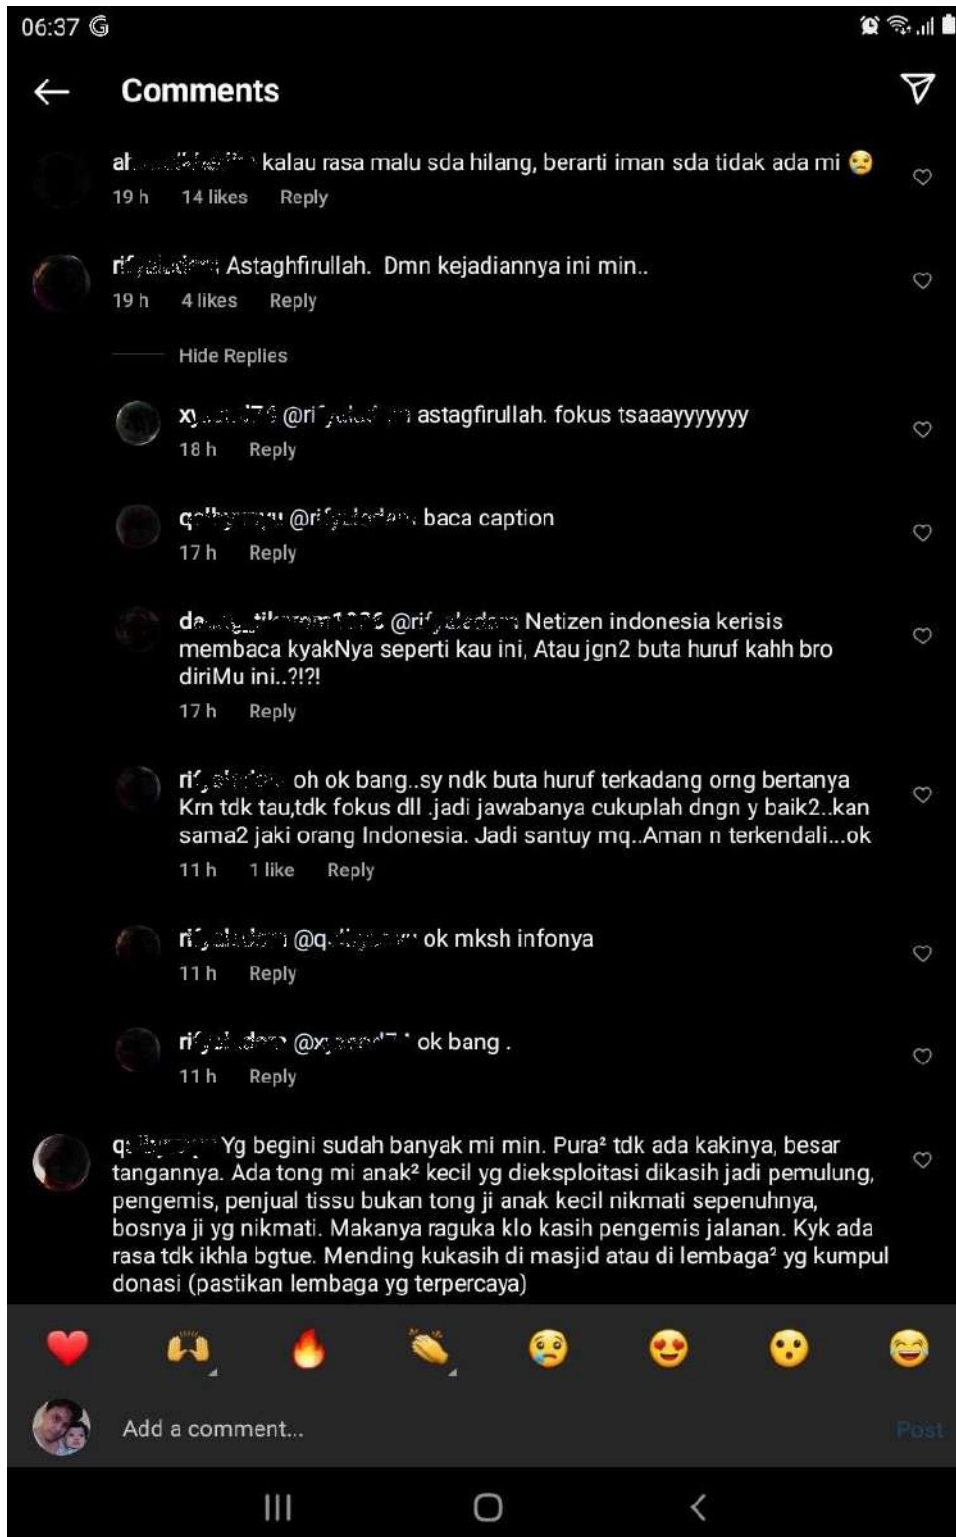 06:37
Comments
kalau rasa malu sda hilang, berarti iman sda tidak ada mi 😢
19 h 14 likes Reply
Astaghfirullah. Dmn kejadiannya ini min..
19 h 4 likes Reply
Hide Replies
astagfirullah. fokus tsaaayyyyyyy
18 h Reply
baca caption
17 h Reply
Netizen indonesia kerisis
membaca kyakNya seperti kau ini, Atau jgn2 buta huruf kahh bro
diriMu ini..?!?!
17 h Reply
oh ok bang..sy ndk buta huruf terkadang orng bertanya
Krn tdk tau,tdk fokus dll .jadi jawabanya cukuplah dngn y baik2..kan
sama2 jaki orang Indonesia. Jadi santuy mq..Aman n terkendali...ok
11 h 1 like Reply
ok mksh infonya
11 h Reply
ok bang .
11 h Reply
Yg begini sudah banyak mi min. Pura² tdk ada kakinya, besar
tangannya. Ada tong mi anak² kecil yg dieksploitasi dikasih jadi pemulung,
pengemis, penjual tissu bukan tong ji anak kecil nikmati sepenuhnya,
bosnya ji yg nikmati. Makanya raguka klo kasih pengemis jalanan. Kyk ada
rasa tdk ikhla bgtue. Mending kukasih di masjid atau di lembaga² yg kumpul
donasi (pastikan lembaga yg terpercaya)
Add a comment...
Post